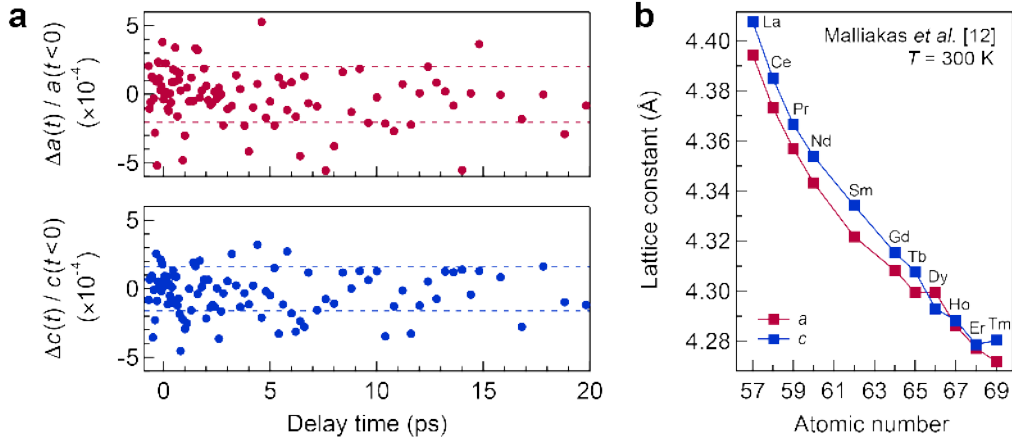 a
Δa(t) / a(t<0)
(×10⁻⁴)
5
0
-5
Δc(t) / c(t<0)
(×10⁻⁴)
5
0
-5
0 5 10 15 20
Delay time (ps)
b
Malliakas et al. [12]
T = 300 K
Lattice constant (Å)
4.40
4.38
4.36
4.34
4.32
4.30
4.28
La
Ce
Pr
Nd
Sm
Gd
Tb
Dy
Ho
Er
Tm
a
c
57 59 61 63 65 67 69
Atomic number